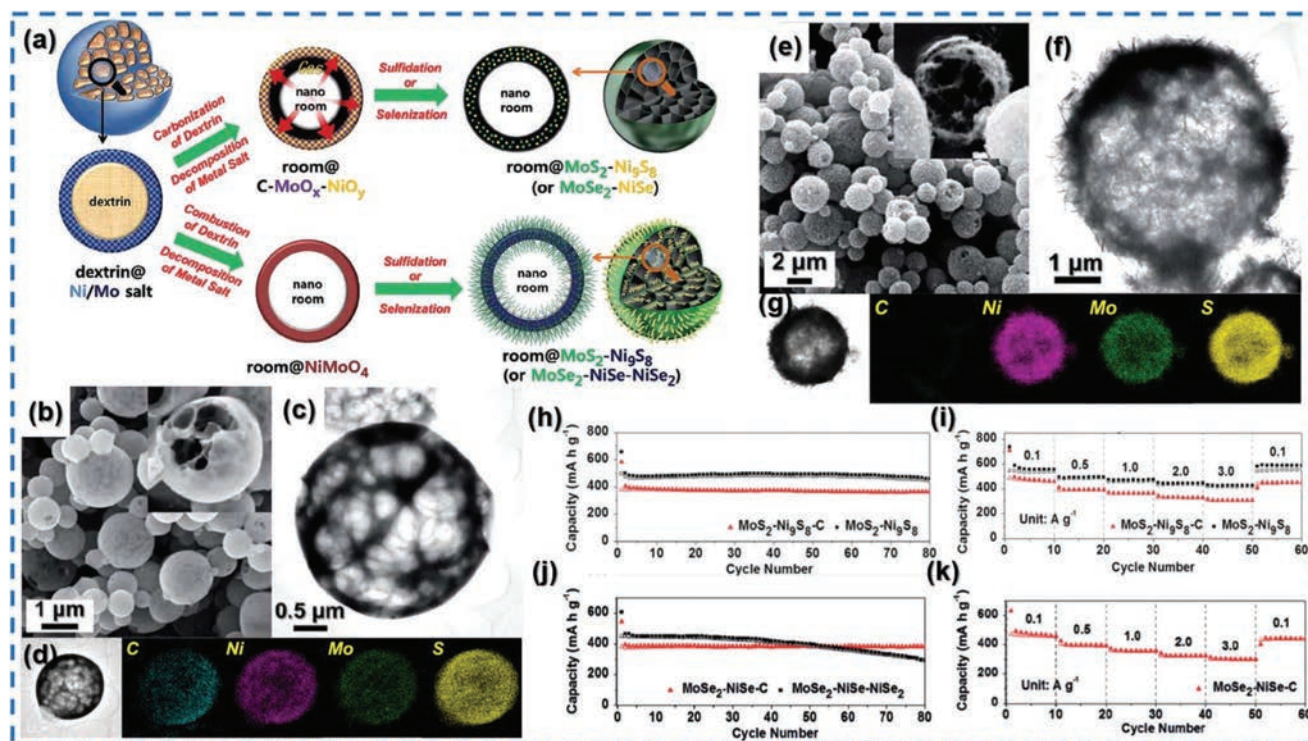 (a)
dextrin
dextrin@
Ni/Mo salt
Carbonization
of Dextrin
Decomposition
of Metal Salt
Combustion
of Dextrin
Decomposition
of Metal Salt
Gas
nano
room
room@
C-MoOx-NiOy
Sulfidation
or
Selenization
nano
room
room@MoS2-Ni9S8
(or MoSe2-NiSe)
nano
room
room@NiMoO4
Sulfidation
or
Selenization
nano
room
room@MoS2-Ni9S8
(or MoSe2-NiSe-NiSe2)
(b)
1 μm
(c)
0.5 μm
(d)
C Ni Mo S
(e)
2 μm
(f)
1 μm
(g)
C Ni Mo S
(h)
Capacity (mA h g-1)
800
600
400
200
0
MoS2-Ni9S8-C MoS2-Ni9S8
0 10 20 30 40 50 60 70 80
Cycle Number
(i)
Capacity (mA h g-1)
800
600
400
200
0
0.1 0.5 1.0 2.0 3.0 0.1
Unit: A g-1 MoS2-Ni9S8-C MoS2-Ni9S8
0 10 20 30 40 50 60
Cycle Number
(j)
Capacity (mA h g-1)
600
400
200
0
MoSe2-NiSe-C MoSe2-NiSe-NiSe2
0 10 20 30 40 50 60 70 80
Cycle Number
(k)
Capacity (mA h g-1)
600
400
200
0
0.1 0.5 1.0 2.0 3.0 0.1
Unit: A g-1 MoSe2-NiSe-C
0 10 20 30 40 50 60
Cycle Number